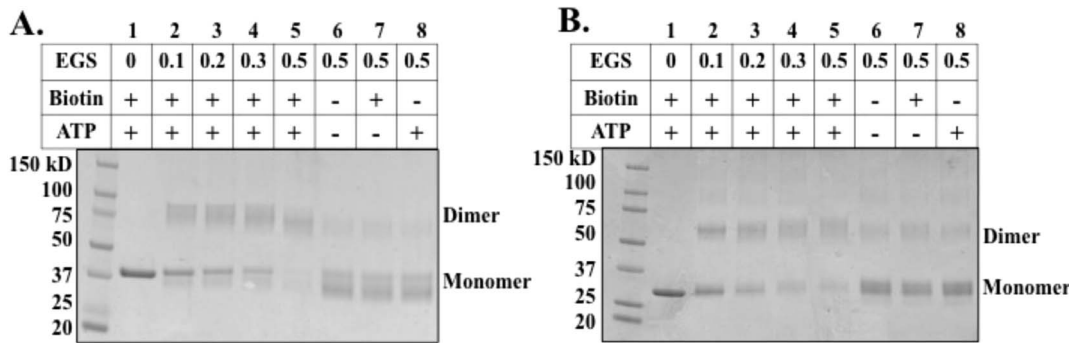 A.
1 2 3 4 5 6 7 8
EGS 0 0.1 0.2 0.3 0.5 0.5 0.5 0.5
Biotin + + + + + - + -
ATP + + + + + - - +
150 kD
100
75
Dimer
50
37
Monomer
25
20
B.
1 2 3 4 5 6 7 8
EGS 0 0.1 0.2 0.3 0.5 0.5 0.5 0.5
Biotin + + + + + - + -
ATP + + + + + - - +
150 kD
100
75
50
Dimer
37
Monomer
25
20